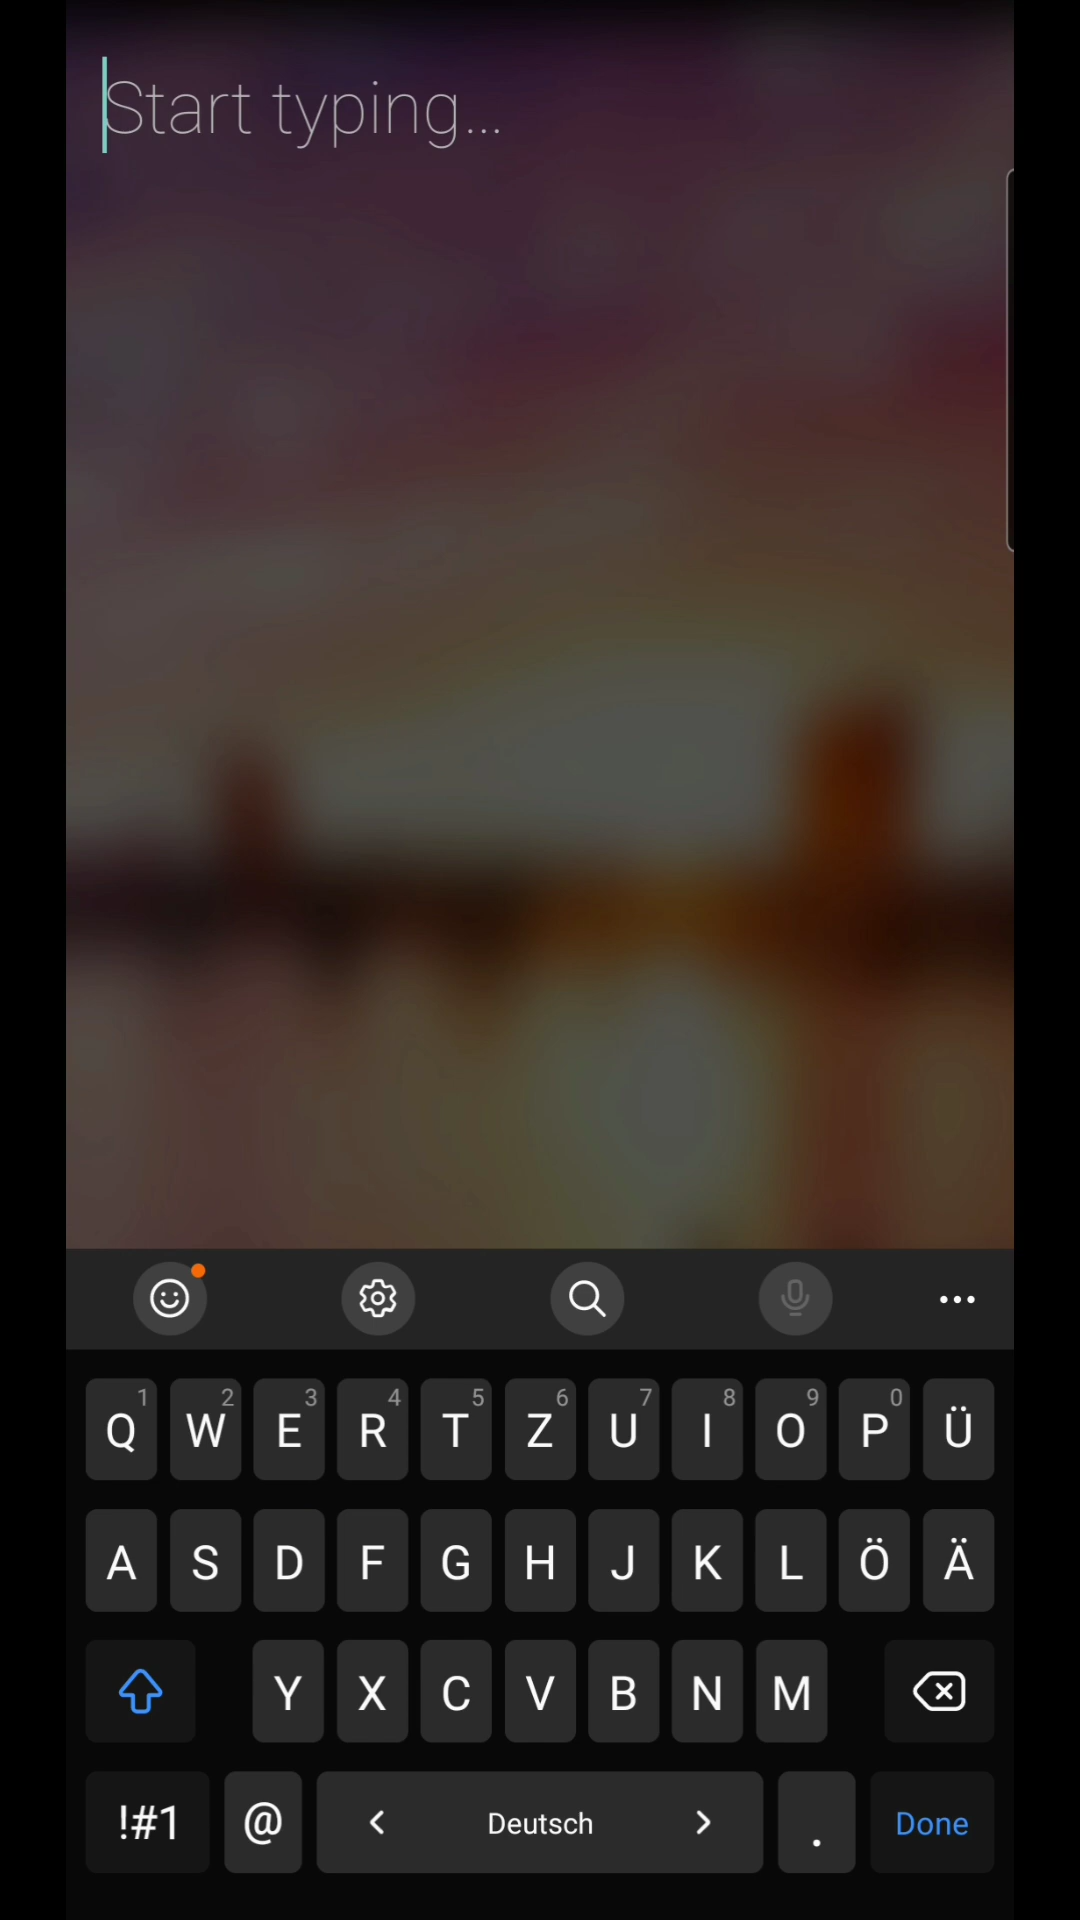 Start typing...
1 2 3 4 5 6 7 8 9 0
Q W E R T Z U I O P Ü
A S D F G H J K L Ö Ä
Y X C V B N M
!#1 @ < Deutsch > . Done